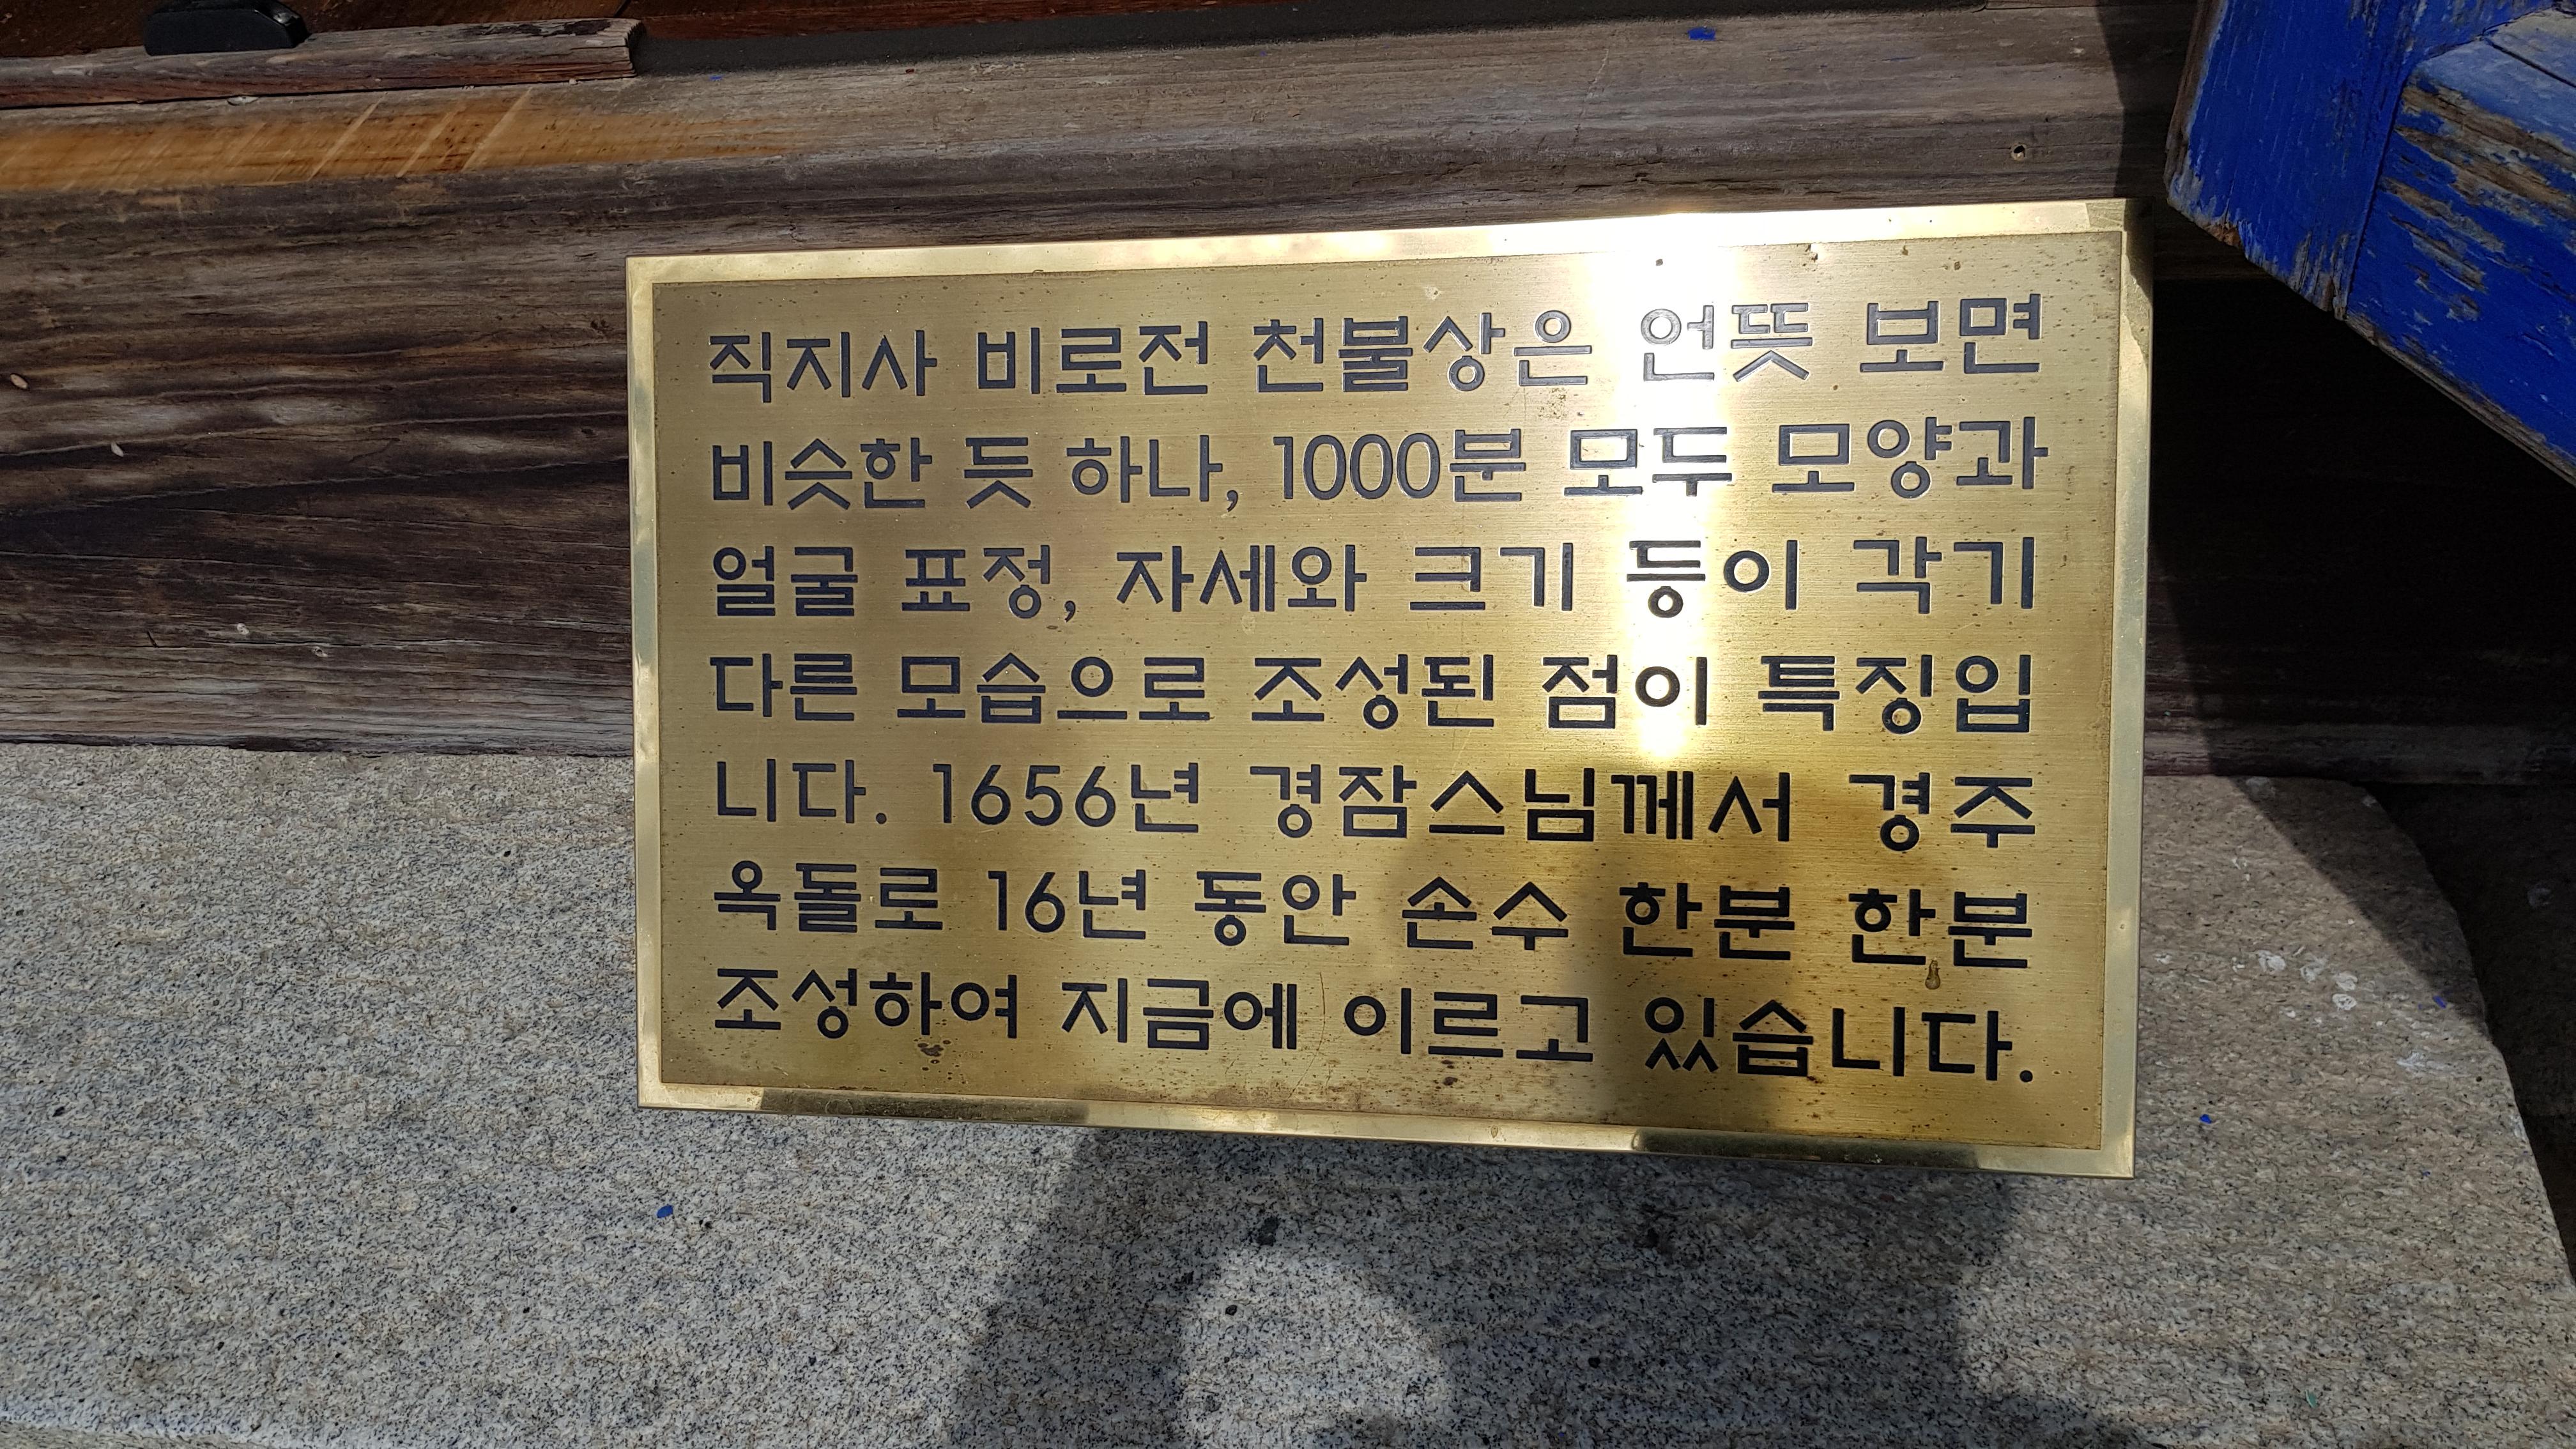 직지사 비로전 천불상은 언뜻 보면
비슷한 듯 하나, 1000분 모두 모양과
얼굴 표정, 자세와 크기 등이 각기
다른 모습으로 조성된 점이 특징입
니다. 1656년 경잠스님께서 경주
옥돌로 16년 동안 손수 한분 한분
조성하여 지금에 이르고 있습니다.